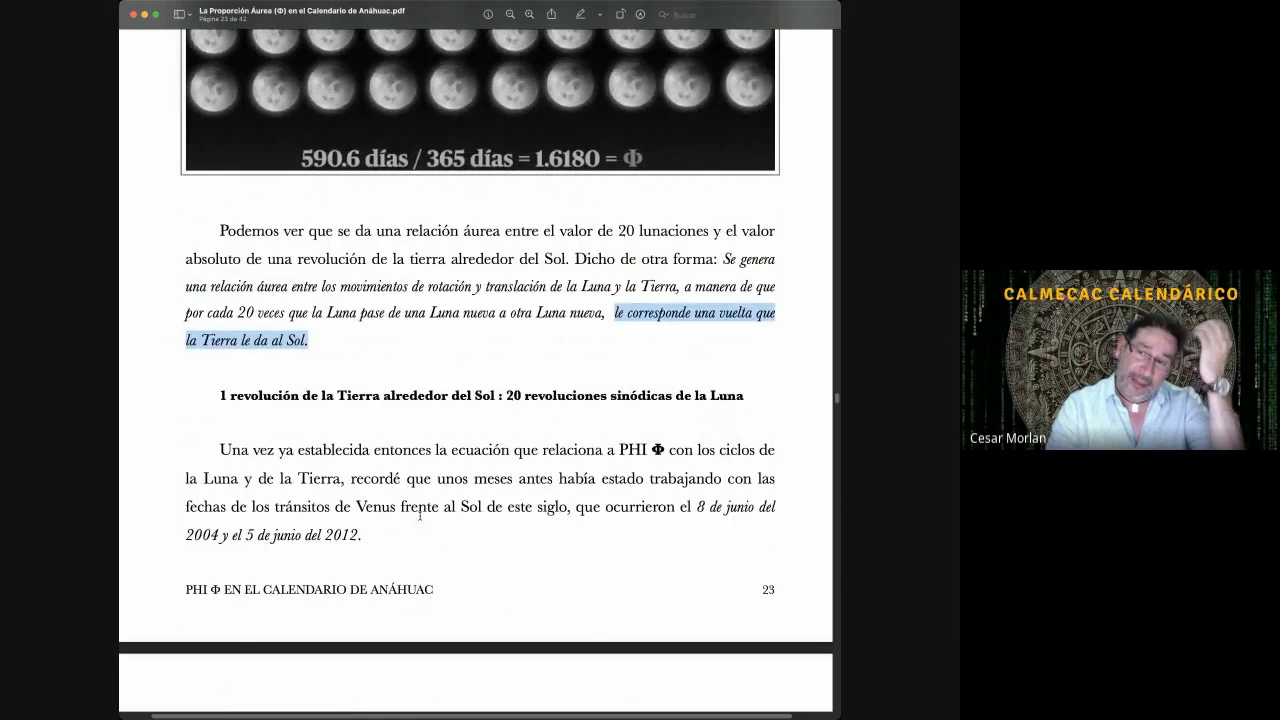 La Proporción Áurea (Φ) en el Calendario de Anáhuac.pdf
Página 23 de 42
Buscar
590.6 días / 365 días = 1.6180 = Φ
Podemos ver que se da una relación áurea entre el valor de 20 lunaciones y el valor
absoluto de una revolución de la tierra alrededor del Sol. Dicho de otra forma: Se genera
una relación áurea entre los movimientos de rotación y translación de la Luna y la Tierra, a manera de que
por cada 20 veces que la Luna pase de una Luna nueva a otra Luna nueva, le corresponde una vuelta que
la Tierra le da al Sol.
1 revolución de la Tierra alrededor del Sol : 20 revoluciones sinódicas de la Luna
Una vez ya establecida entonces la ecuación que relaciona a PHI Φ con los ciclos de
la Luna y de la Tierra, recordé que unos meses antes había estado trabajando con las
fechas de los tránsitos de Venus frente al Sol de este siglo, que ocurrieron el 8 de junio del
2004 y el 5 de junio del 2012.
PHI Φ EN EL CALENDARIO DE ANÁHUAC 23
CALMECAC CALENDÁRICO
Cesar Morlan